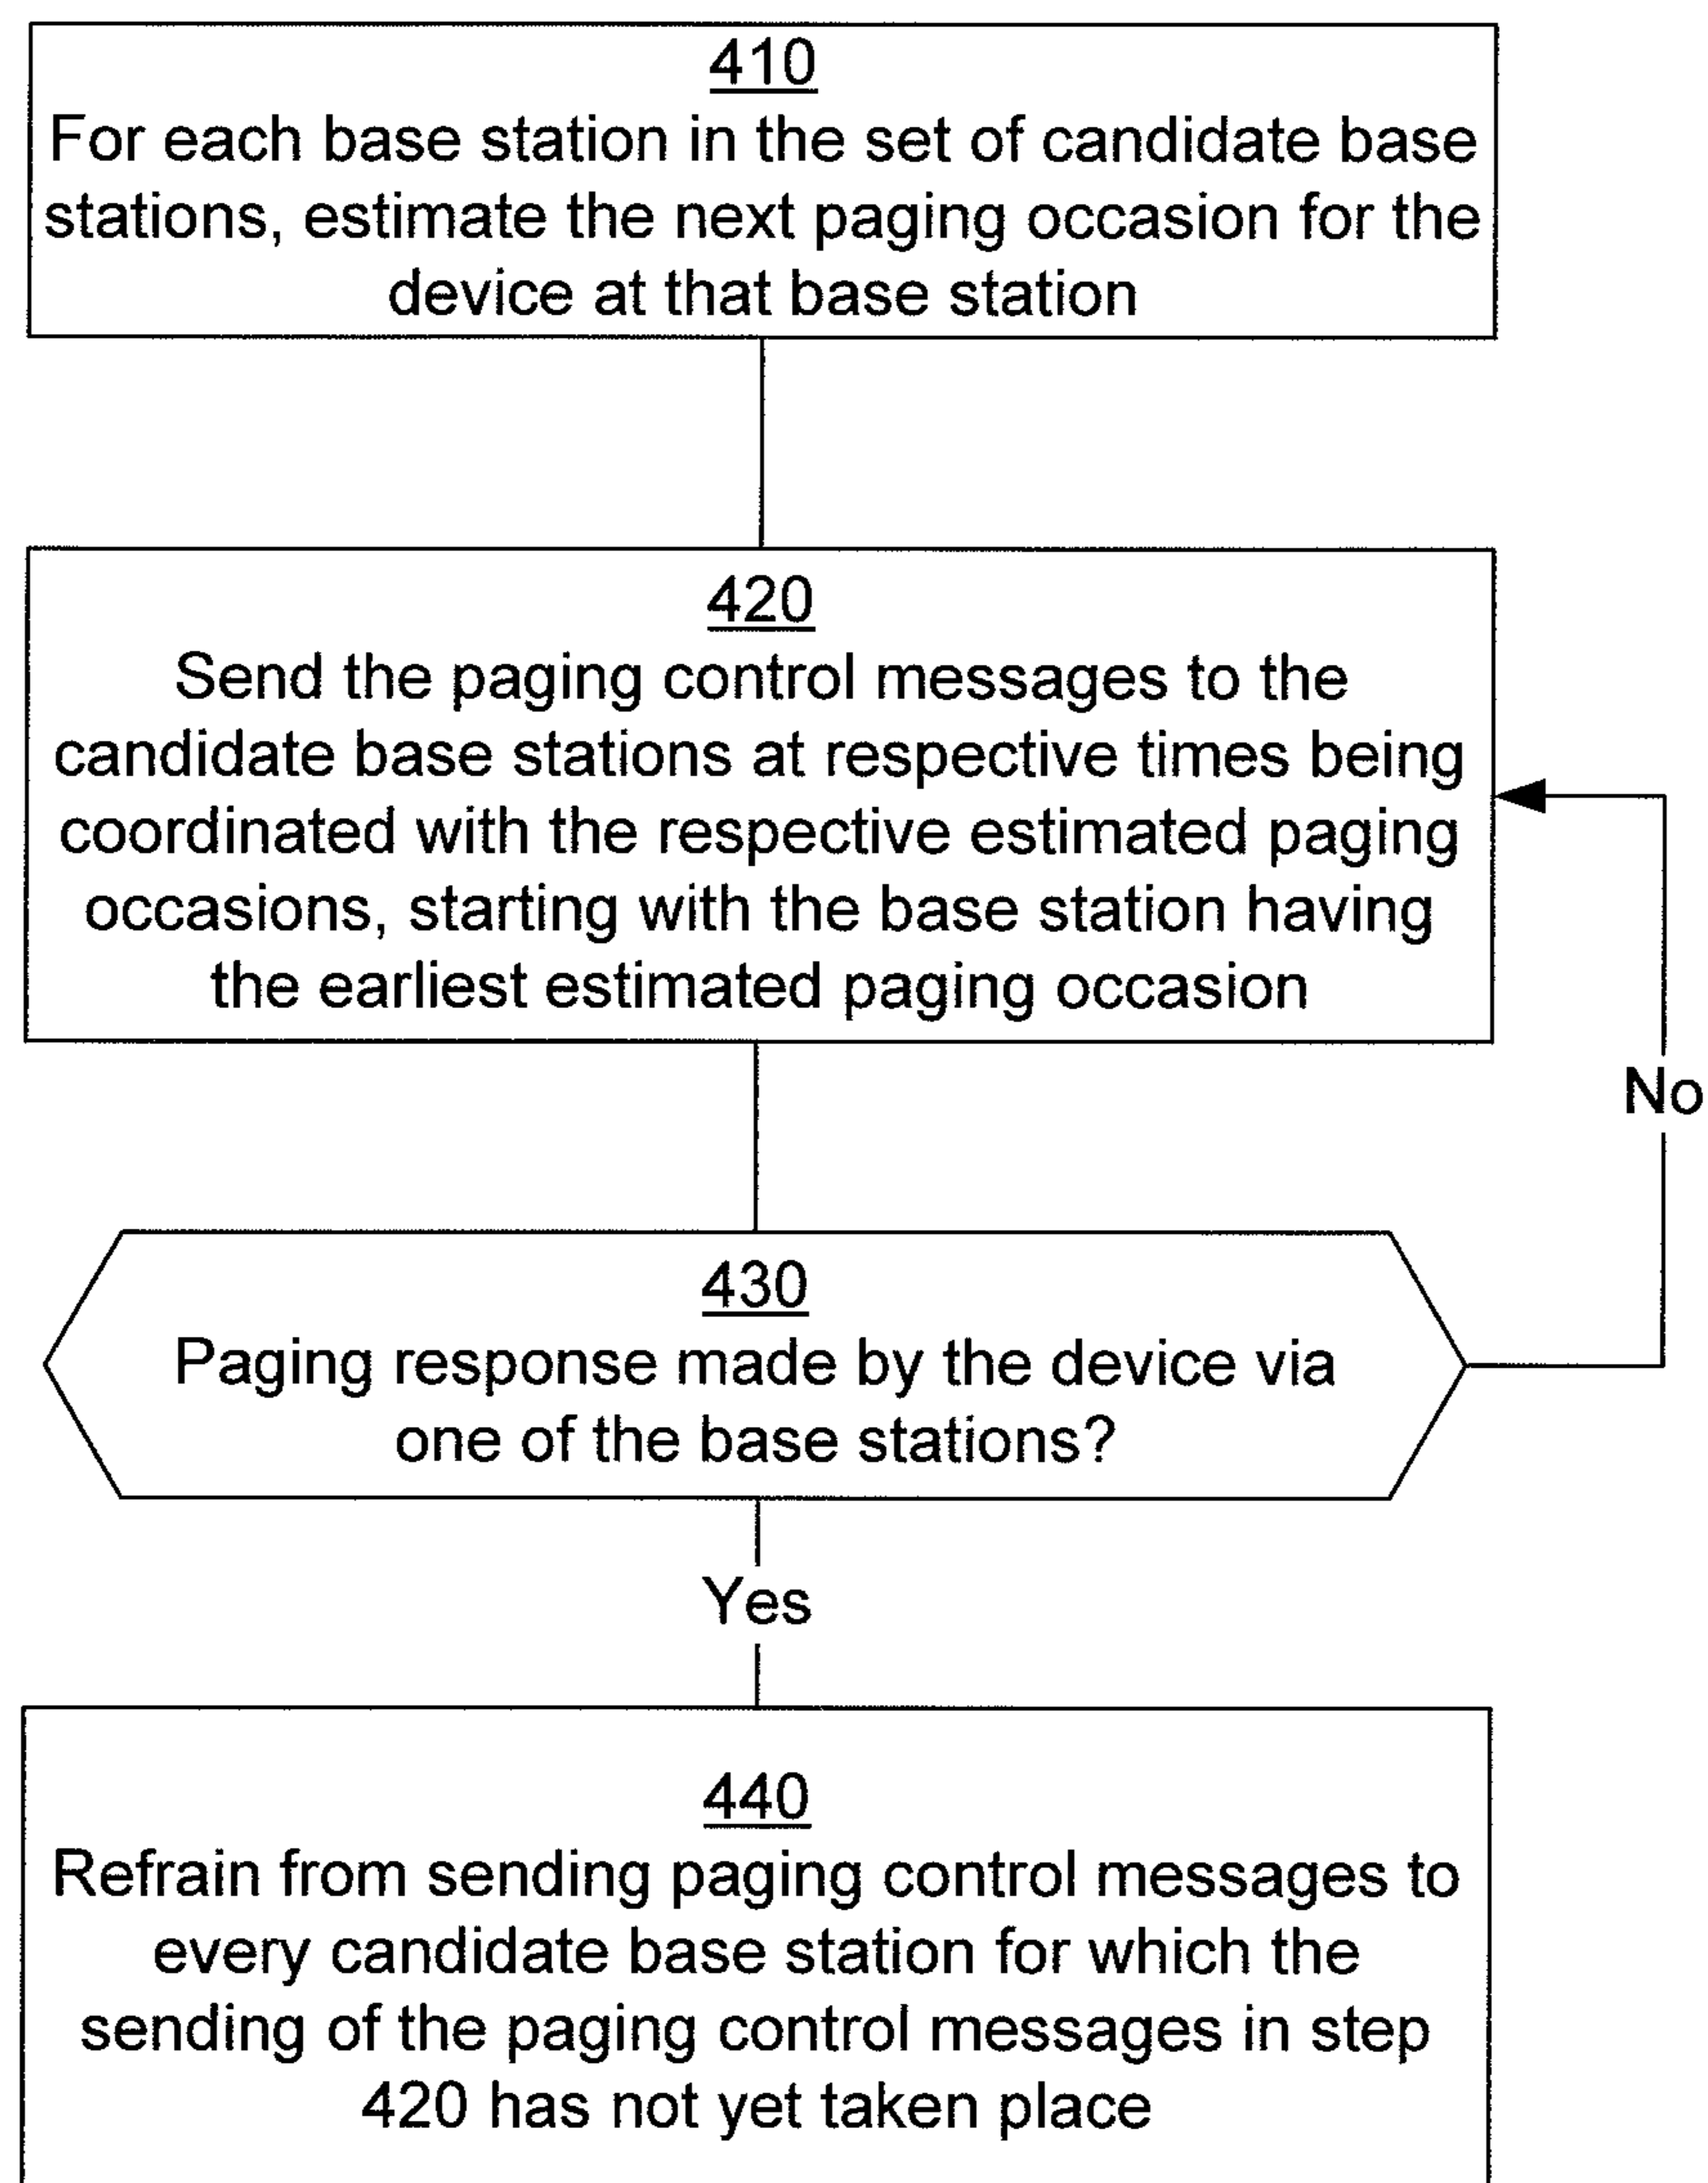 410
For each base station in the set of candidate base
stations, estimate the next paging occasion for the
device at that base station
420
Send the paging control messages to the
candidate base stations at respective times being
coordinated with the respective estimated paging
occasions, starting with the base station having
the earliest estimated paging occasion
No
430
Paging response made by the device via
one of the base stations?
Yes
440
Refrain from sending paging control messages to
every candidate base station for which the
sending of the paging control messages in step
420 has not yet taken place